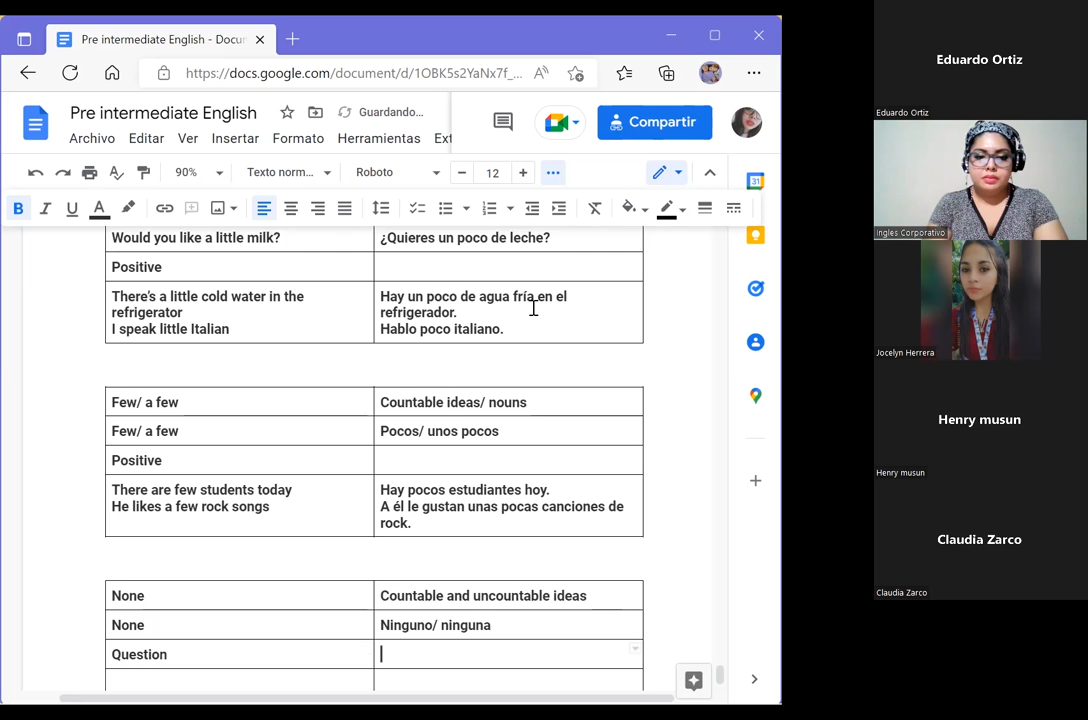 Pre intermediate English - Docur
https://docs.google.com/document/d/1OBK5s2YaNx7f_...
Pre intermediate English
Guardando...
Compartir
Archivo Editar Ver Insertar Formato Herramientas Ext
90% Texto norm... Roboto 12
Would you like a little milk? ¿Quieres un poco de leche?
Positive
There's a little cold water in the Hay un poco de agua fría en el
refrigerator refrigerador.
I speak little Italian Hablo poco italiano.
Few/ a few Countable ideas/ nouns
Few/ a few Pocos/ unos pocos
Positive
There are few students today Hay pocos estudiantes hoy.
He likes a few rock songs A él le gustan unas pocas canciones de
rock.
None Countable and uncountable ideas
None Ninguno/ ninguna
Question
Eduardo Ortiz
Eduardo Ortiz
Ingles Corporativo
Jocelyn Herrera
Henry musun
Henry musun
Claudia Zarco
Claudia Zarco